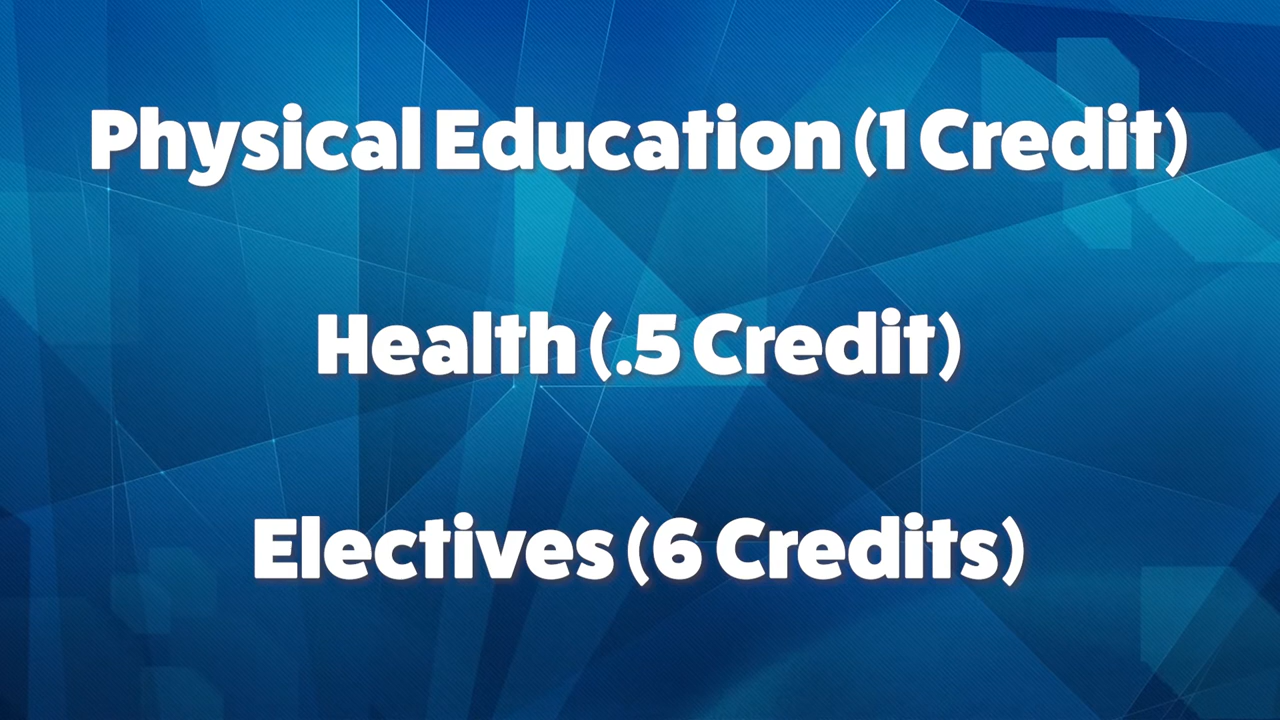 Physical Education (1 Credit)
Health (.5 Credit)
Electives (6 Credits)